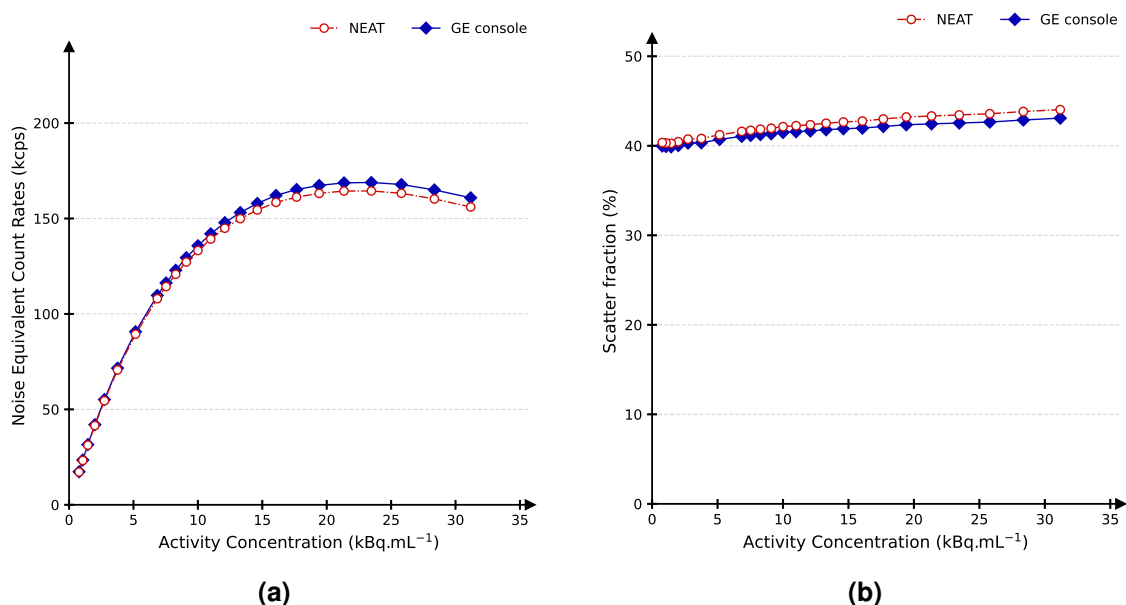 NEAT GE console
Noise Equivalent Count Rates (kcps)
200
150
100
50
0
0 5 10 15 20 25 30 35
Activity Concentration (kBq.mL⁻¹)
(a)
NEAT GE console
Scatter fraction (%)
50
40
30
20
10
0
0 5 10 15 20 25 30 35
Activity Concentration (kBq.mL⁻¹)
(b)